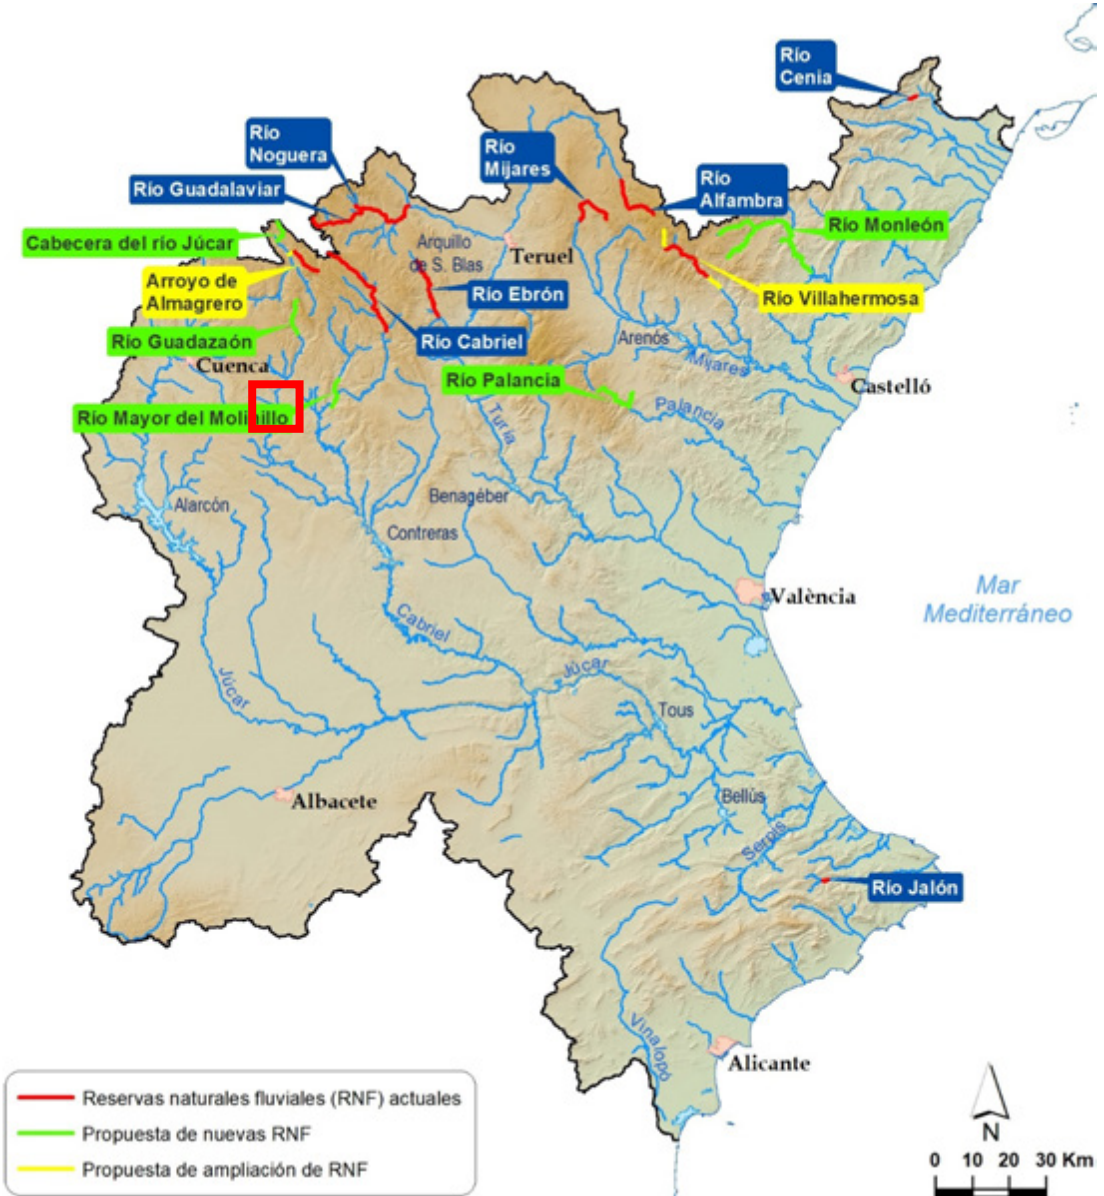 Río
Cenia
Río
Noguera
Río
Mijares
Río Guadalaviar
Río
Alfambra
Río Monleón
Cabecera del río Júcar
Arquillo
de S. Blas
Teruel
Arroyo de
Almagrero
Río Ebrón
Río Villahermosa
Río Guadazaón
Río Cabriel
Arenós
Mijares
Cuenca
Río Palancia
Castelló
Río Mayor del Molinillo
Turia
Palancia
Alarcón
Benagéber
Contreras
València
Mar
Mediterráneo
Cabriel
Júcar
Júcar
Tous
Albacete
Bellús
Serpis
Río Jalón
Vinalopó
Alicante
Reservas naturales fluviales (RNF) actuales
Propuesta de nuevas RNF
Propuesta de ampliación de RNF
N
0 10 20 30 Km